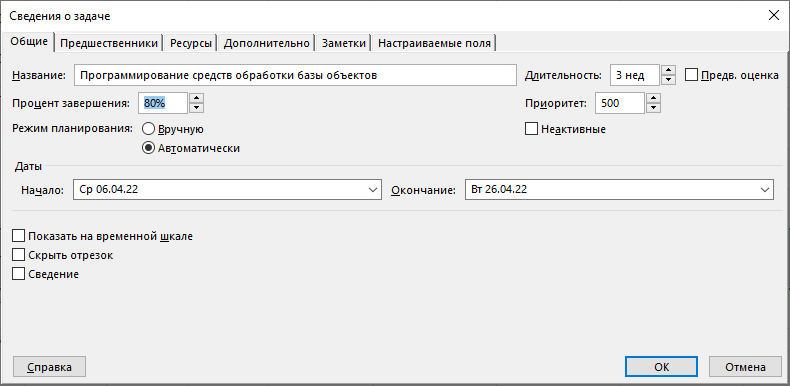 Сведения о задаче
Общие Предшественники Ресурсы Дополнительно Заметки Настраиваемые поля
Название: Программирование средств обработки базы объектов Длительность: 3 нед Предв. оценка
Процент завершения: 80% Приоритет: 500
Режим планирования: Вручную Неактивные
Автоматически
Даты
Начало: Ср 06.04.22 Окончание: Вт 26.04.22
Показать на временной шкале
Скрыть отрезок
Сведение
Справка ОК Отмена